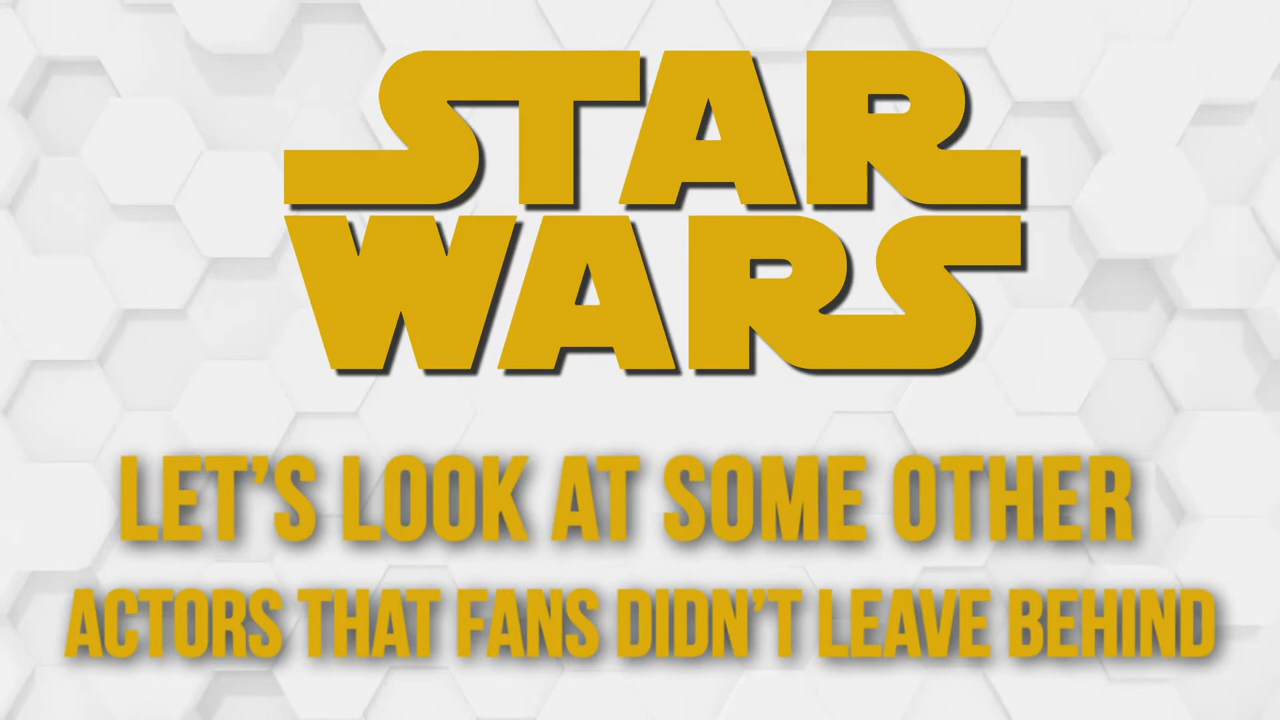 STAR
WARS
LET'S LOOK AT SOME OTHER
ACTORS THAT FANS DIDN'T LEAVE BEHIND